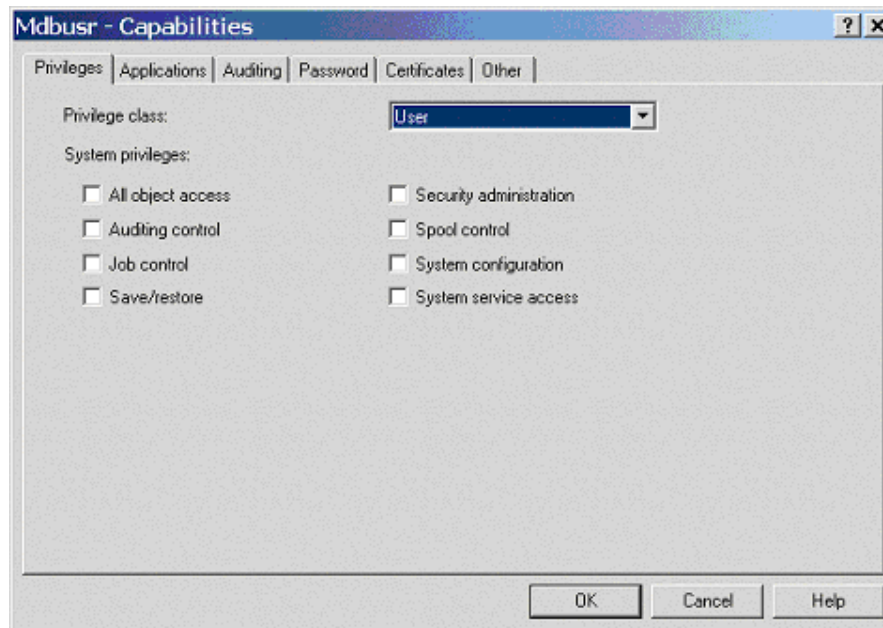 Mdbusr - Capabilities
Privileges Applications Auditing Password Certificates Other
Privilege class: User
System privileges:
All object access Security administration
Auditing control Spool control
Job control System configuration
Save/restore System service access
OK Cancel Help